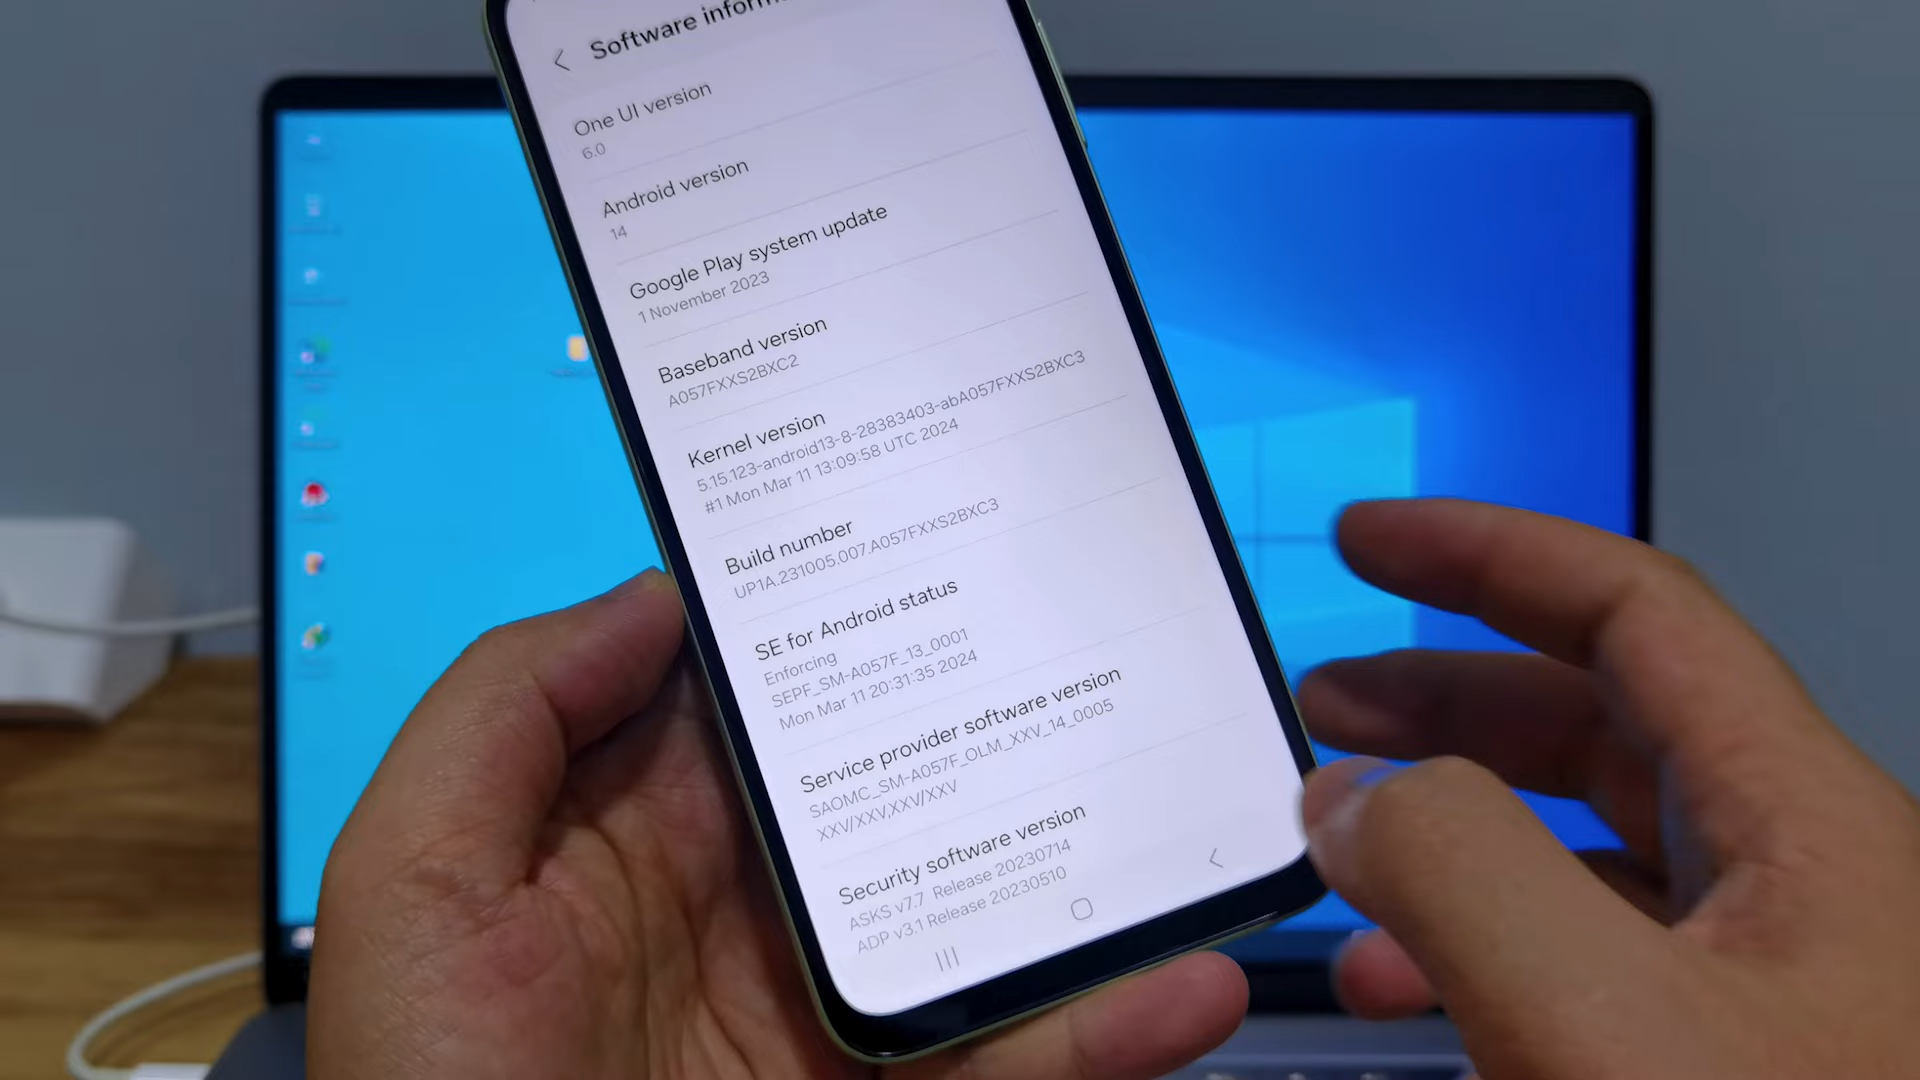 Software
One UI version
6.0
Android version
14
Google Play system update
1 November 2023
Baseband version
A057FXXS2BXC2
Kernel version
5.15.123-android13-8-28383403-abA057FXXS2BXC3
#1 Mon Mar 11 13:09:58 UTC 2024
Build number
UP1A.231005.007.A057FXXS2BXC3
SE for Android status
Enforcing
SEPF_SM-A057F_13_0001
Mon Mar 11 20:31:35 2024
Service provider software version
SAOMC_SM-A057F_OLM_XXV_14_0005
XXV/XXV,XXV/XXV
Security software version
ASKS v7.7 Release 20230714
ADP v3.1 Release 20230510